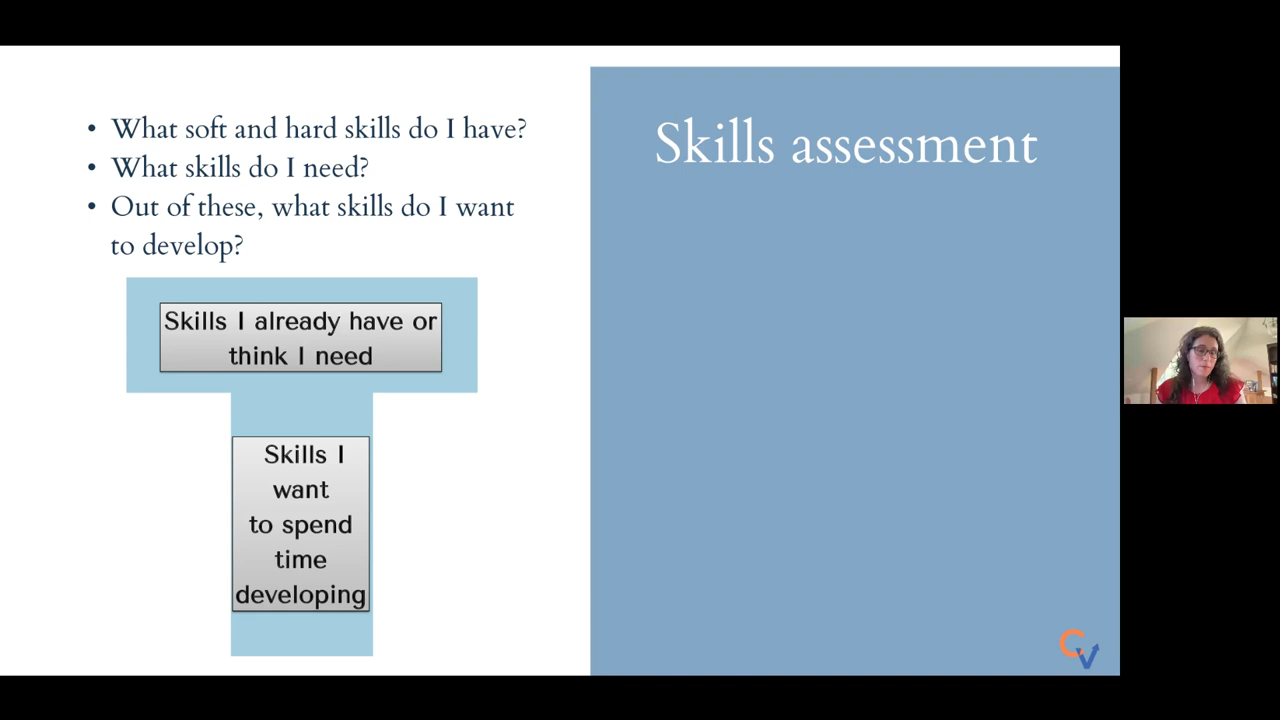 • What soft and hard skills do I have?
• What skills do I need?
• Out of these, what skills do I want
to develop?
Skills I already have or
think I need
Skills I
want
to spend
time
developing
Skills assessment
CV